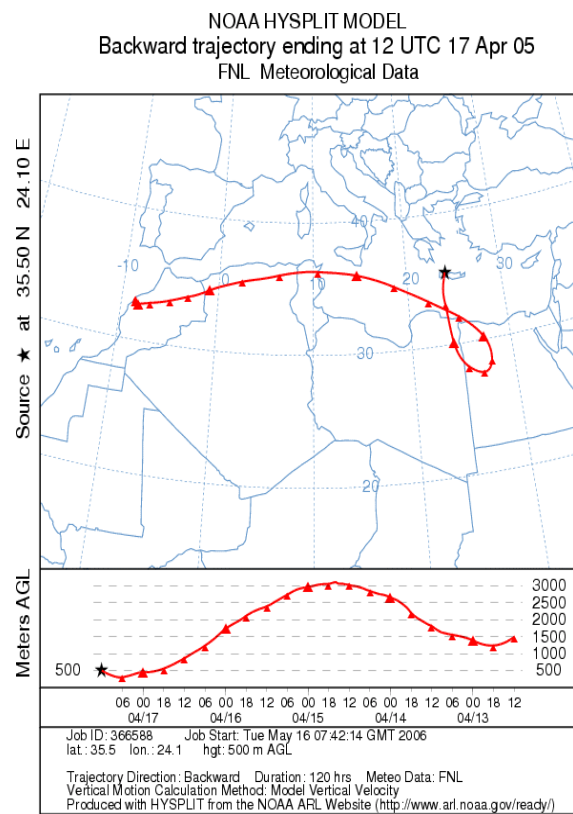 NOAA HYSPLIT MODEL
Backward trajectory ending at 12 UTC 17 Apr 05
FNL Meteorological Data
Source ★ at 35.50 N 24.10 E
-10
0
10
20
30
40
30
20
Meters AGL
500
3000
2500
2000
1500
1000
500
06 00 18 12 06 00 18 12 06 00 18 12 06 00 18 12 06 00 18 12
04/17 04/16 04/15 04/14 04/13
Job ID: 366588 Job Start: Tue May 16 07:42:14 GMT 2006
lat.: 35.5 lon.: 24.1 hgt: 500 m AGL
Trajectory Direction: Backward Duration: 120 hrs Meteo Data: FNL
Vertical Motion Calculation Method: Model Vertical Velocity
Produced with HYSPLIT from the NOAA ARL Website (http://www.arl.noaa.gov/ready/)